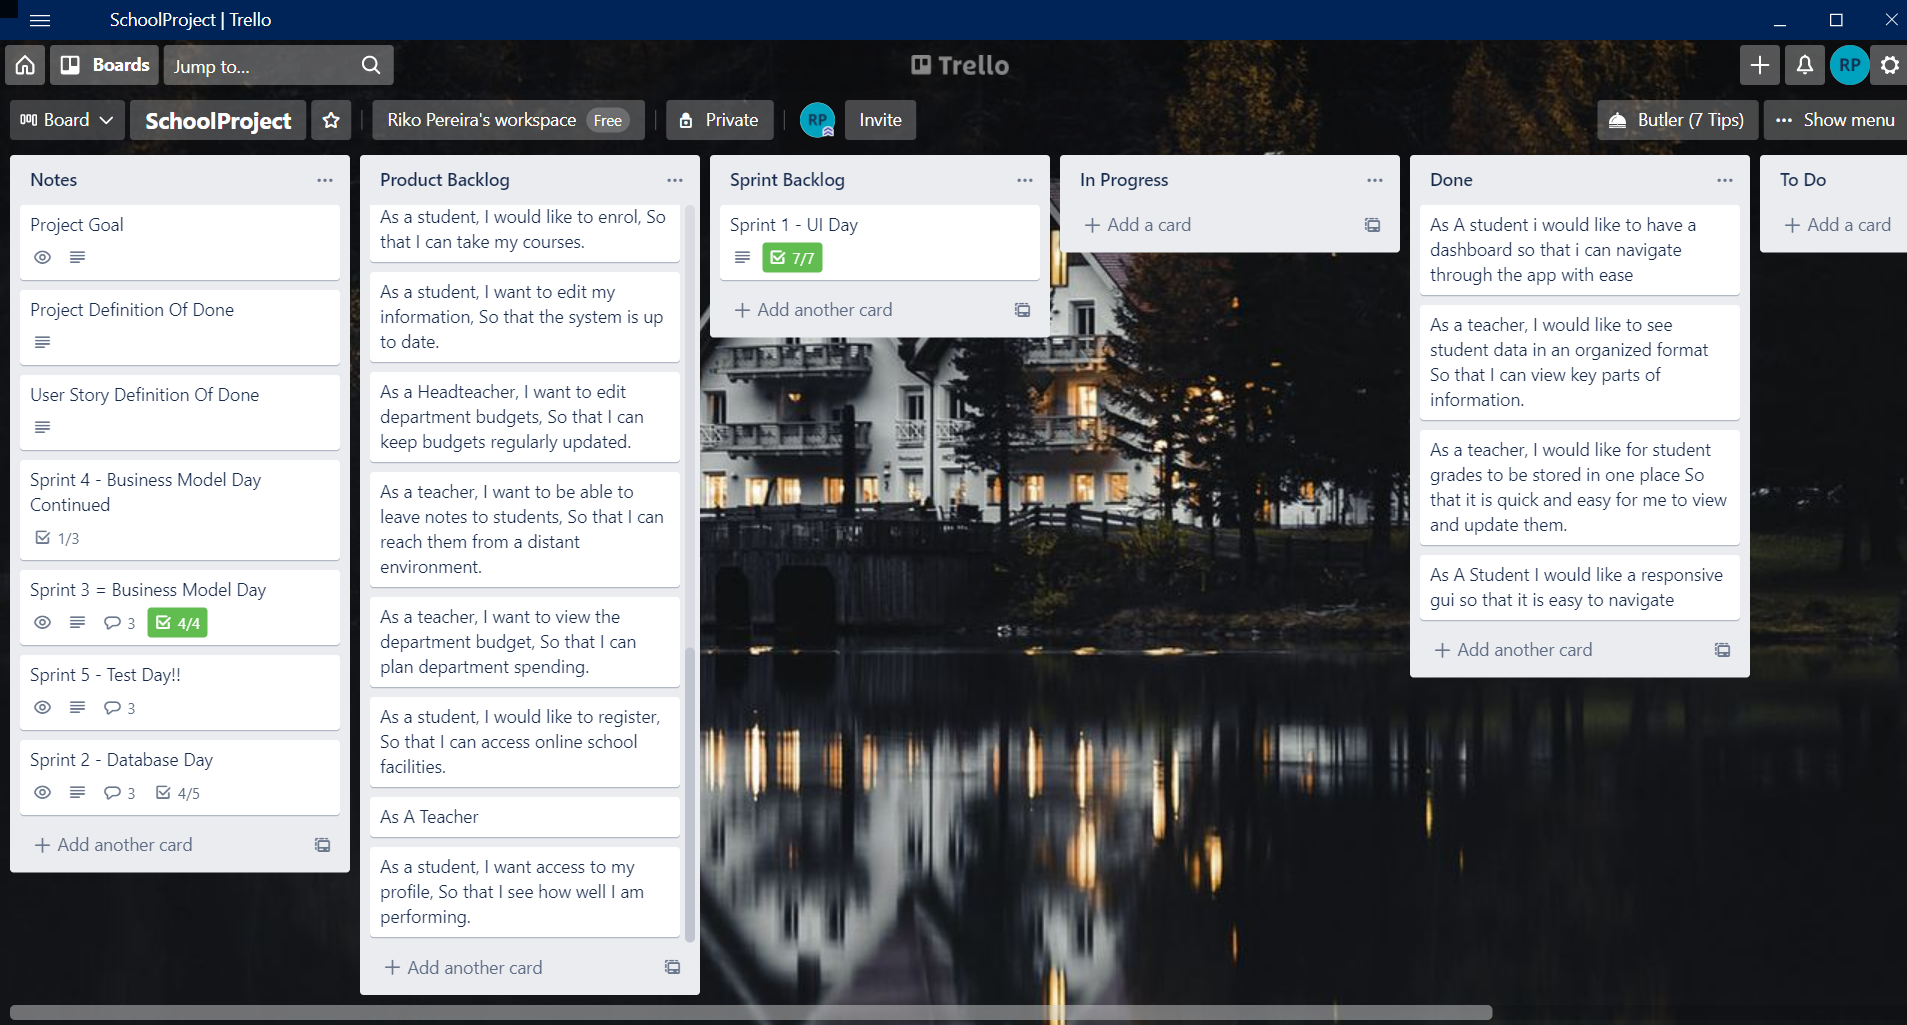 SchoolProject | Trello
Boards
Jump to...
Trello
RP
Board
SchoolProject
Riko Pereira's workspace Free
Private
RP
Invite
Butler (7 Tips)
Show menu
Notes
Project Goal
Project Definition Of Done
User Story Definition Of Done
Sprint 4 - Business Model Day
Continued
1/3
Sprint 3 = Business Model Day
3 4/4
Sprint 5 - Test Day!!
3
Sprint 2 - Database Day
3 4/5
Add another card
Product Backlog
As a student, I would like to enrol, So
that I can take my courses.
As a student, I want to edit my
information, So that the system is up
to date.
As a Headteacher, I want to edit
department budgets, So that I can
keep budgets regularly updated.
As a teacher, I want to be able to
leave notes to students, So that I can
reach them from a distant
environment.
As a teacher, I want to view the
department budget, So that I can
plan department spending.
As a student, I would like to register,
So that I can access online school
facilities.
As A Teacher
As a student, I want access to my
profile, So that I see how well I am
performing.
Add another card
Sprint Backlog
Sprint 1 - UI Day
7/7
Add another card
In Progress
Add a card
Done
As A student i would like to have a
dashboard so that i can navigate
through the app with ease
As a teacher, I would like to see
student data in an organized format
So that I can view key parts of
information.
As a teacher, I would like for student
grades to be stored in one place So
that it is quick and easy for me to view
and update them.
As A Student I would like a responsive
gui so that it is easy to navigate
Add another card
To Do
Add a card